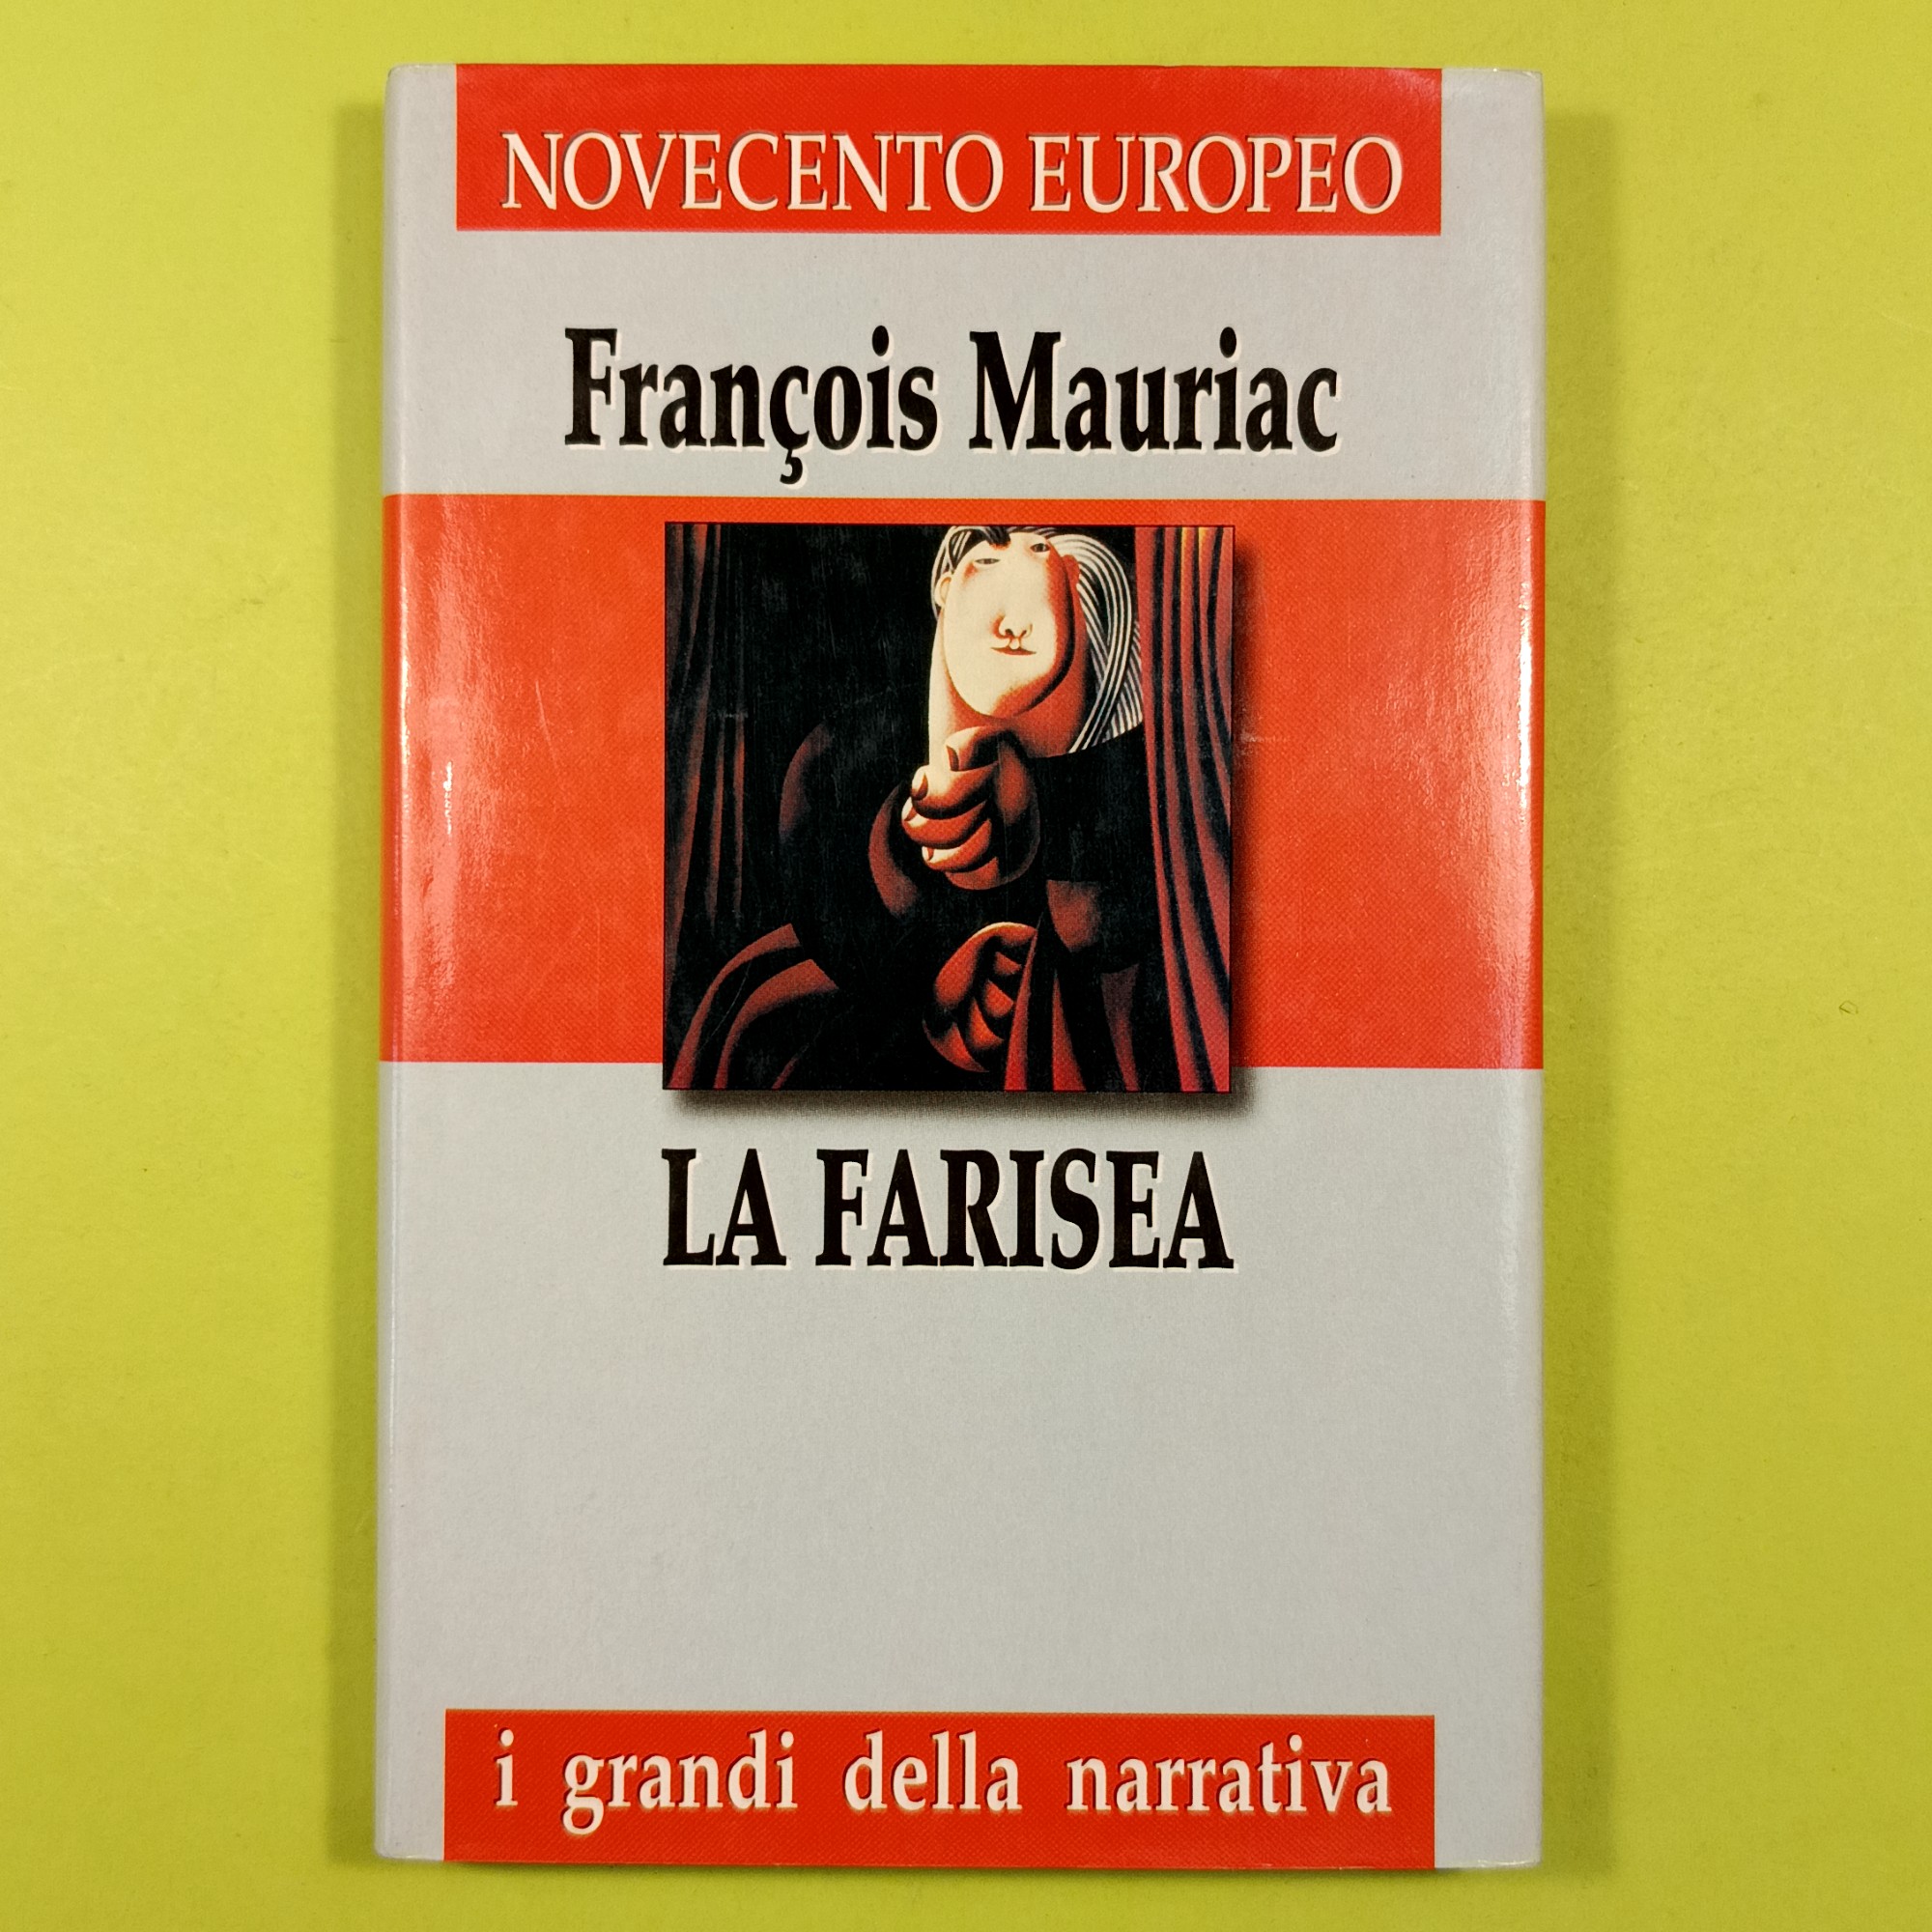 NOVECENTO EUROPEO
François Mauriac
LA FARISEA
i grandi della narrativa